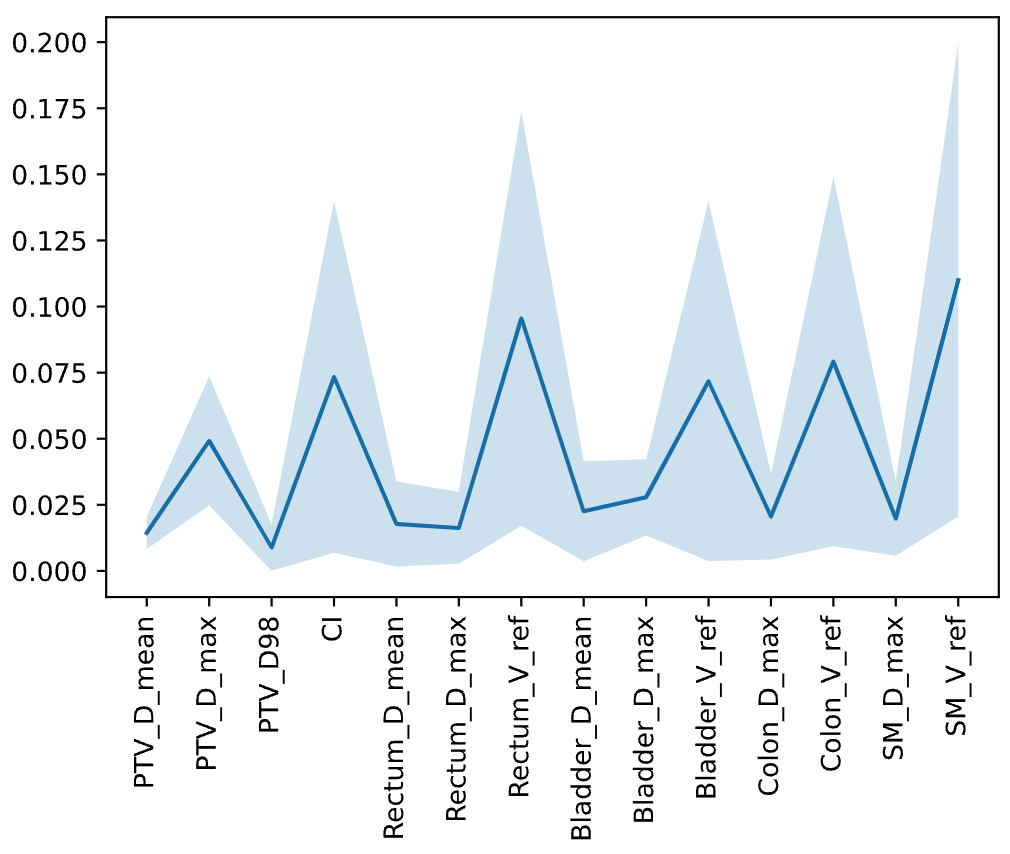 0.200
0.175
0.150
0.125
0.100
0.075
0.050
0.025
0.000
PTV_D_mean
PTV_D_max
PTV_D98
CI
Rectum_D_mean
Rectum_D_max
Rectum_V_ref
Bladder_D_mean
Bladder_D_max
Bladder_V_ref
Colon_D_max
Colon_V_ref
SM_D_max
SM_V_ref